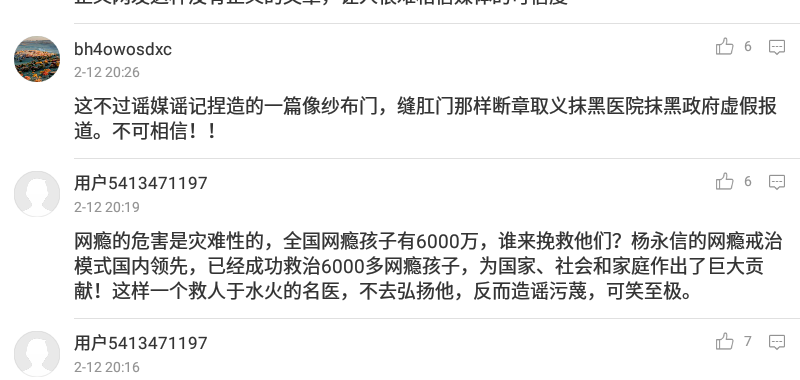 bh4owosdxc
6
2-12 20:26
这不过谣媒谣记捏造的一篇像纱布门，缝肛门那样断章取义抹黑医院抹黑政府虚假报
道。不可相信！！
用户5413471197
6
2-12 20:19
网瘾的危害是灾难性的，全国网瘾孩子有6000万，谁来挽救他们？杨永信的网瘾戒治
模式国内领先，已经成功救治6000多网瘾孩子，为国家、社会和家庭作出了巨大贡
献！这样一个救人于水火的名医，不去弘扬他，反而造谣污蔑，可笑至极。
用户5413471197
7
2-12 20:16